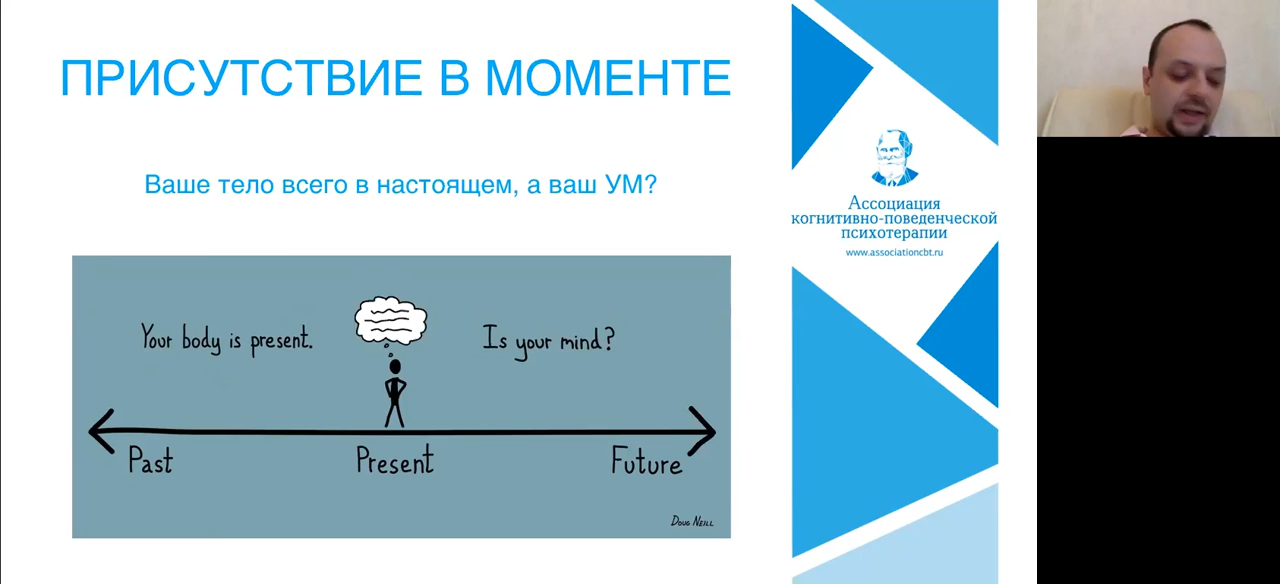 ПРИСУТСТВИЕ В МОМЕНТЕ
Ваше тело всего в настоящем, а ваш УМ?
Your body is present.
Is your mind?
Past
Present
Future
Doug Neill
Ассоциация
когнитивно-поведенческой
психотерапии
www.associationcbt.ru